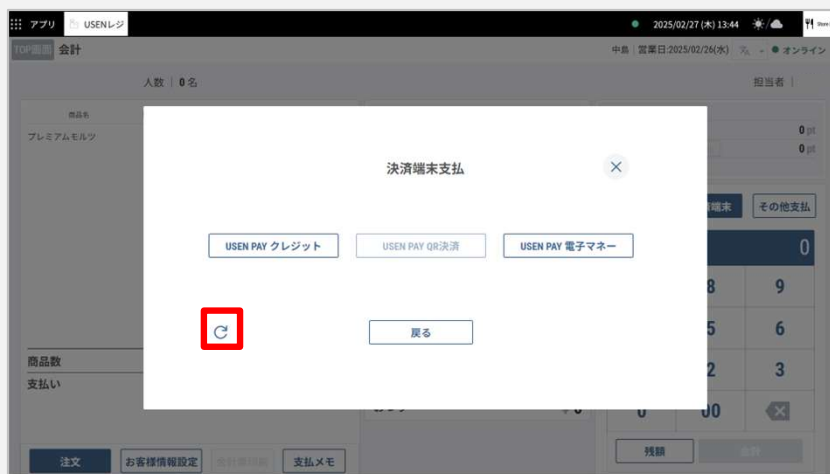 アプリ USENレジ 2025/02/27 (木) 13:44
TOP画面 会計 中島 営業日:2025/02/26(水) オンライン
人数 0 名 担当者
商品名
プレミアムモルツ 0 pt
0 pt
決済端末支払
その他支払
USEN PAY クレジット USEN PAY QR決済 USEN PAY 電子マネー 0
8 9
戻る 5 6
商品数 2 3
支払い
0 00
注文 お客様情報設定 支払メモ 残額